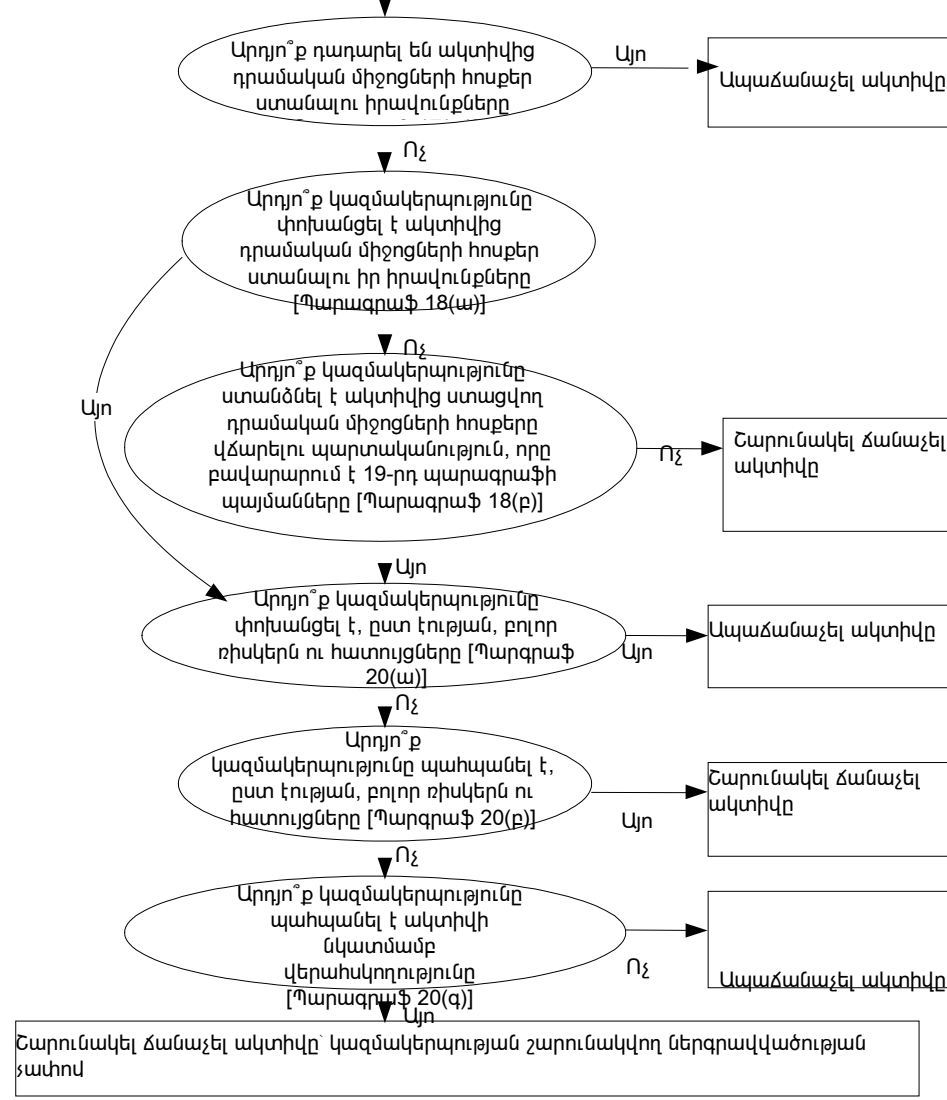 Արդյո՞ք դադարել են ակտիվից
դրամական միջոցների հոսքեր
ստանալու իրավունքները
Այո
Ապաճանաչել ակտիվը
Ոչ
Արդյո՞ք կազմակերպությունը
փոխանցել է ակտիվից
դրամական միջոցների հոսքեր
ստանալու իր իրավունքները
[Պարագրաֆ 18(ա)]
Այո
Ոչ
Արդյո՞ք կազմակերպությունը
ստանձնել է ակտիվից ստացվող
դրամական միջոցների հոսքերը
վճարելու պարտականություն, որը
բավարարում է 19-րդ պարագրաֆի
պայմանները [Պարագրաֆ 18(բ)]
Ոչ
Շարունակել ճանաչել
ակտիվը
Այո
Արդյո՞ք կազմակերպությունը
փոխանցել է, ըստ էության, բոլոր
ռիսկերն ու հատույցները [Պարգրաֆ
20(ա)]
Այո
Ապաճանաչել ակտիվը
Ոչ
Արդյո՞ք
կազմակերպությունը պահպանել է,
ըստ էության, բոլոր ռիսկերն ու
հատույցները [Պարգրաֆ 20(բ)]
Այո
Շարունակել ճանաչել
ակտիվը
Ոչ
Արդյո՞ք կազմակերպությունը
պահպանել է ակտիվի
նկատմամբ
վերահսկողությունը
[Պարագրաֆ 20(գ)]
Ոչ
Ապաճանաչել ակտիվը
Այո
Շարունակել ճանաչել ակտիվը՝ կազմակերպության շարունակվող ներգրավվածության
չափով